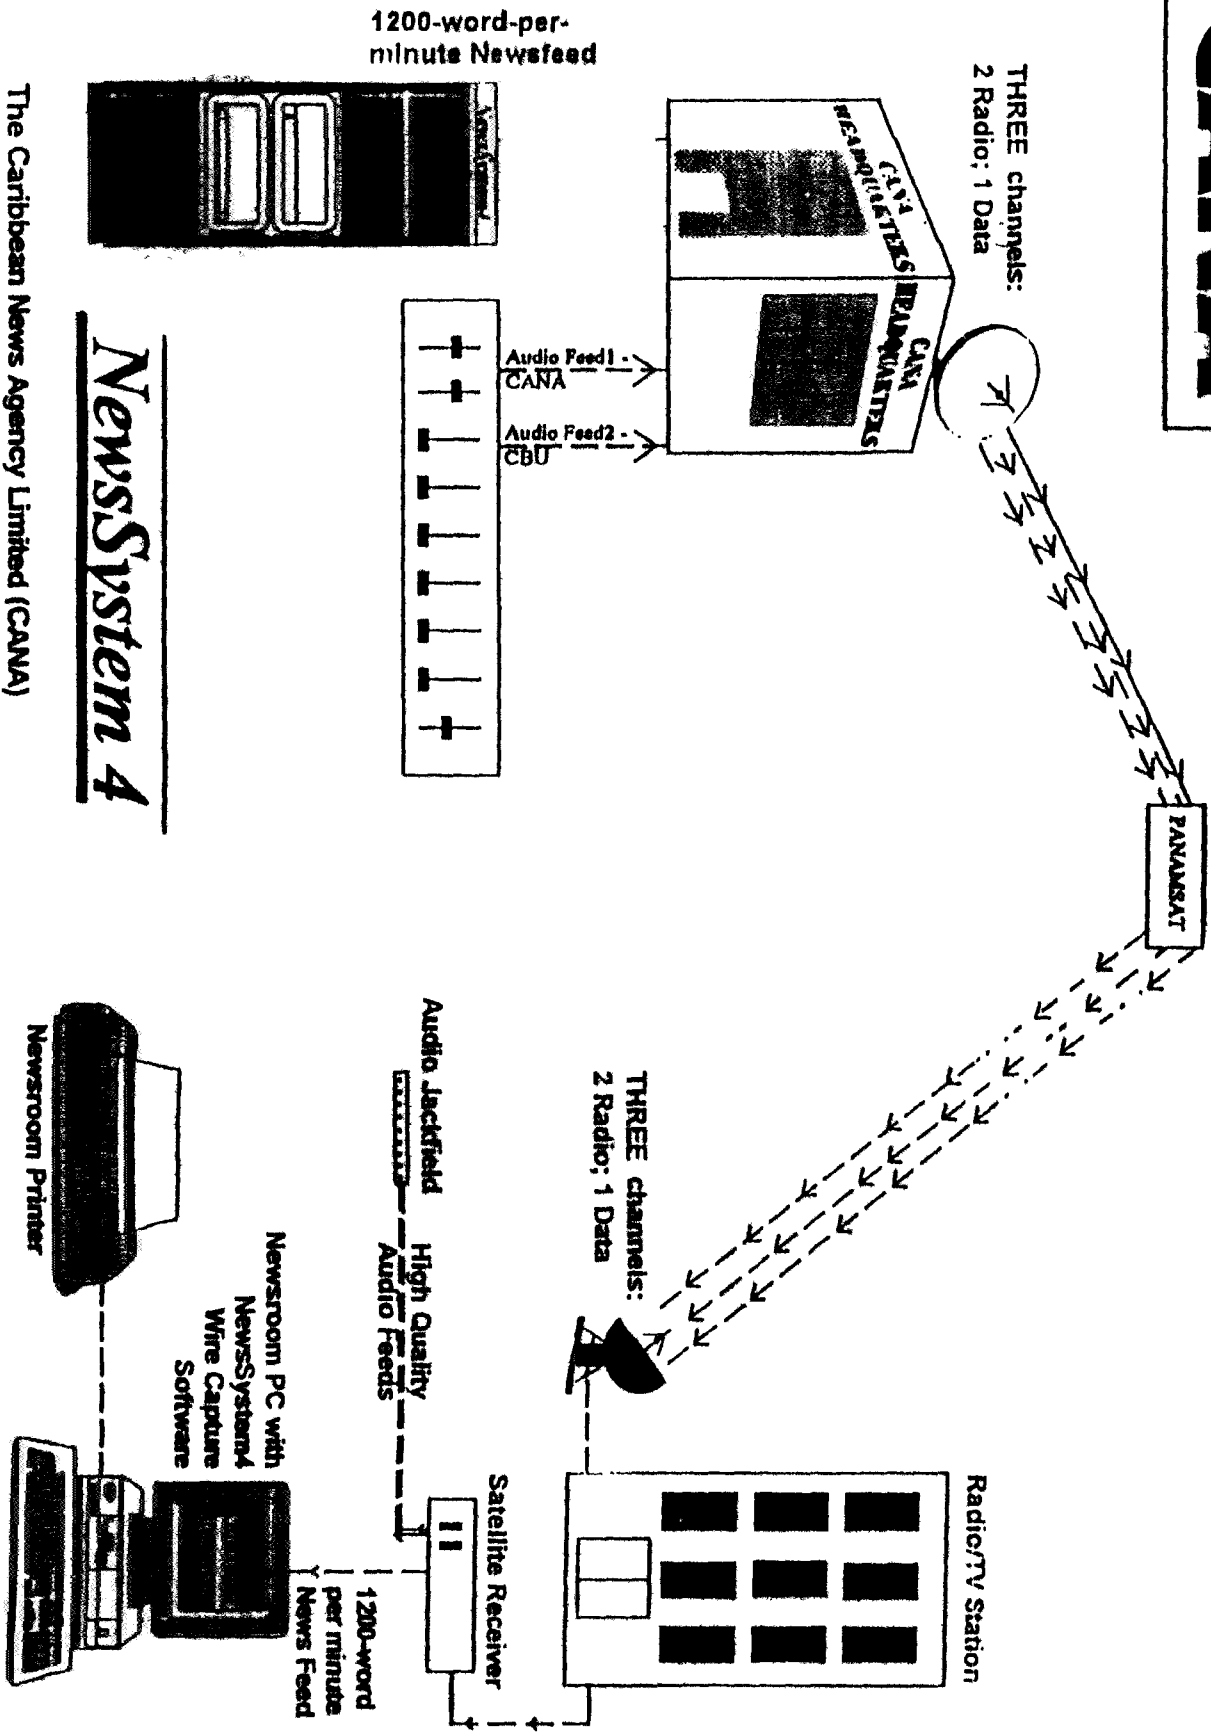 1200-word-per-
minute Newsfeed
THREE channels:
2 Radio; 1 Data
CANA
HEADQUARTERS
CANA
HEADQUARTERS
Audio Feed1 -
CANA
Audio Feed2 -
CBU
PANAMSAT
THREE channels:
2 Radio; 1 Data
Radio/TV Station
Satellite Receiver
Audio Jackfield
High Quality
Audio Feeds
1200-word
per minute
News Feed
Newsroom PC with
NewsSystem4
Wire Capture
Software
Newsroom Printer
NewsSystem 4
The Caribbean News Agency Limited (CANA)